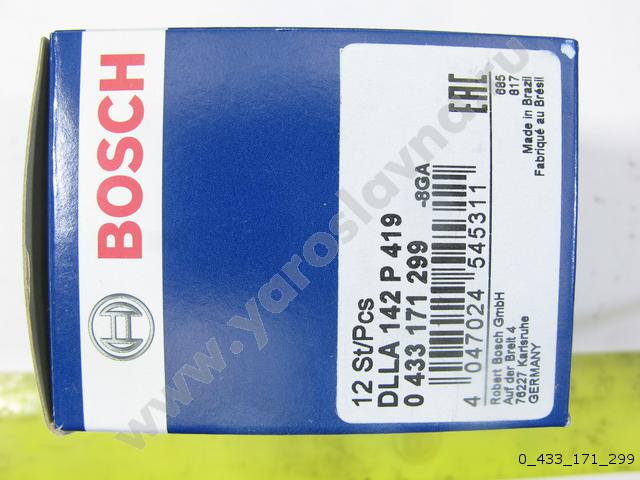 BOSCH
12 St/Pcs
DLLA 142 P 419
0 433 171 299
-8GA
4 047024 545311
EAC
Robert Bosch GmbH
Auf der Breit 4
76227 Karlsruhe
GERMANY
685
817
Made in Brazil
Fabriqué au Brésil
www.yaroslavna.ru
0_433_171_299